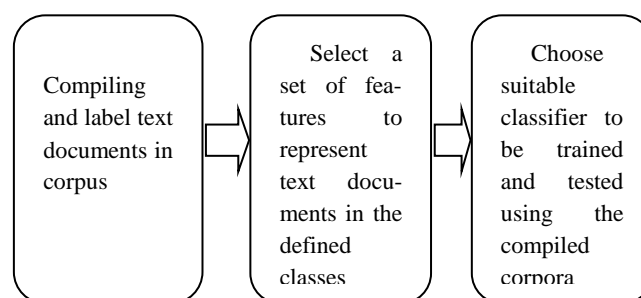 Compiling
and label text
documents in
corpus
Select a
set of fea-
tures to
represent
text docu-
ments in the
defined
classes
Choose
suitable
classifier to
be trained
and tested
using the
compiled
corpora